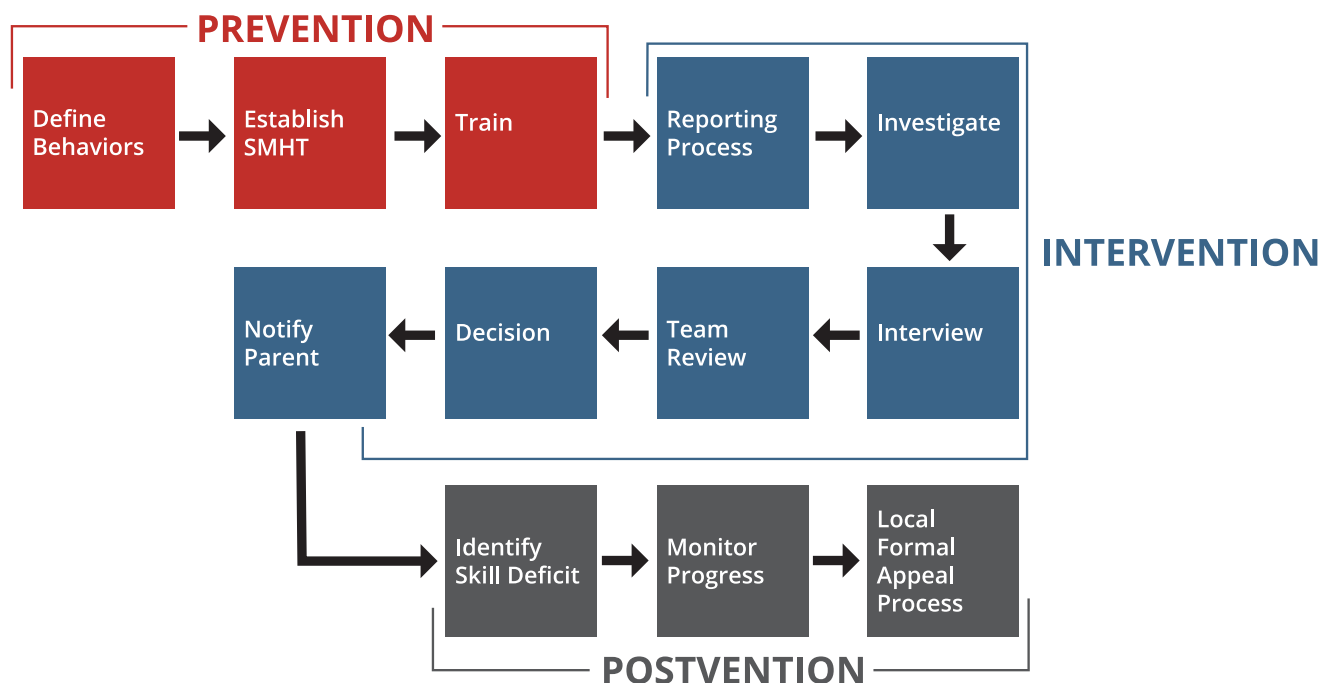 PREVENTION
Define
Behaviors
Establish
SMHT
Train
Reporting
Process
Investigate
INTERVENTION
Interview
Team
Review
Decision
Notify
Parent
Identify
Skill Deficit
Monitor
Progress
Local
Formal
Appeal
Process
POSTVENTION